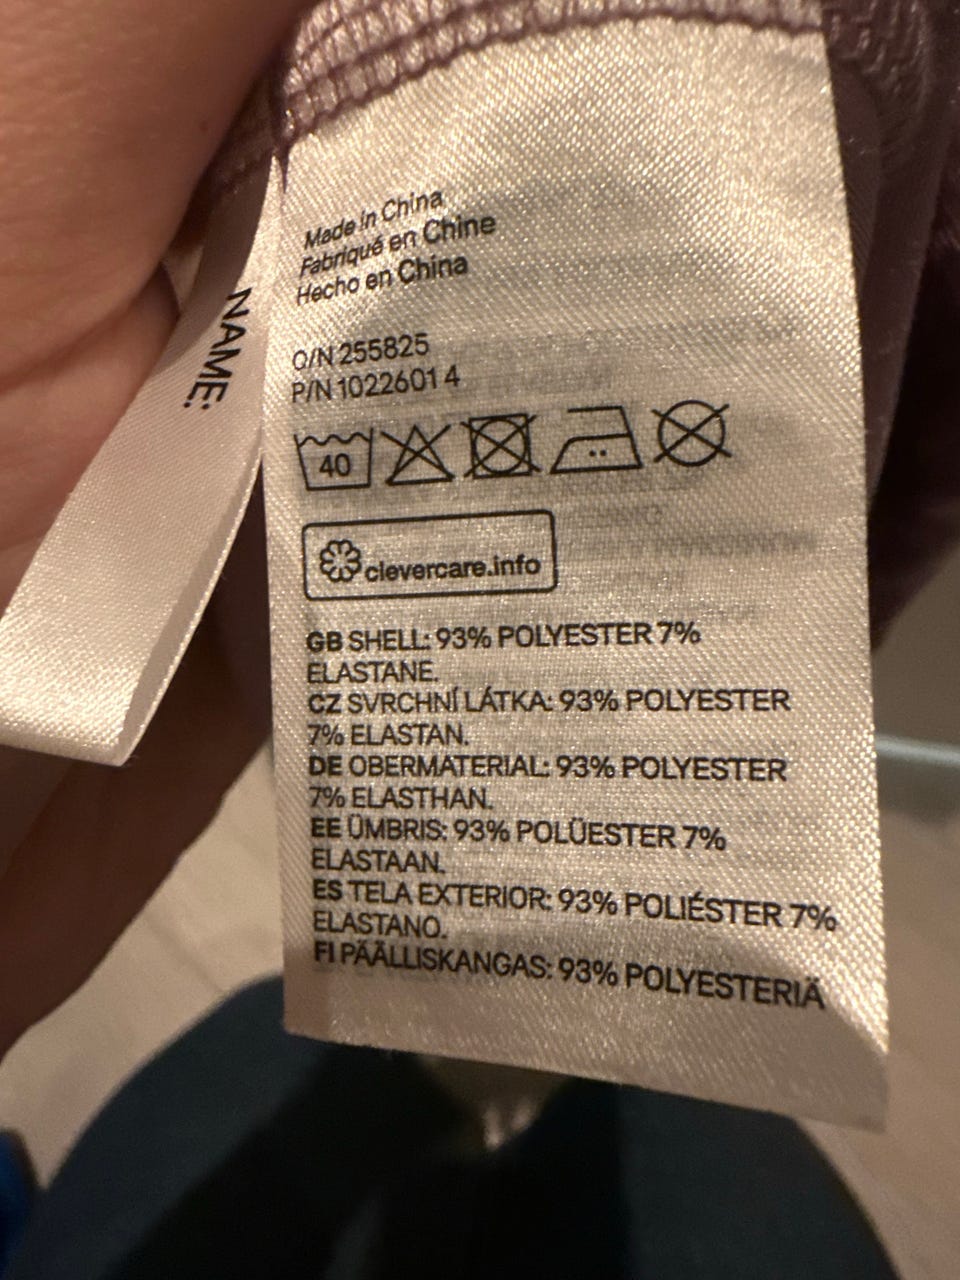 Made in China
Fabriqué en Chine
Hecho en China
NAME:
O/N 255825
P/N 1022601 4
40
clevercare.info
GB SHELL: 93% POLYESTER 7%
ELASTANE.
CZ SVRCHNÍ LÁTKA: 93% POLYESTER
7% ELASTAN.
DE OBERMATERIAL: 93% POLYESTER
7% ELASTHAN.
EE ÜMBRIS: 93% POLÜESTER 7%
ELASTAAN.
ES TELA EXTERIOR: 93% POLIÉSTER 7%
ELASTANO.
FI PÄÄLLISKANGAS: 93% POLYESTERIÄ